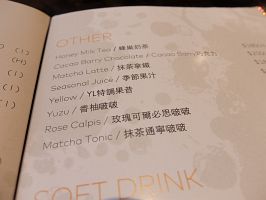 OTHER
Honey Milk Tea / 蜂巢奶茶
Cacao Barry Chocolate / Cacao Barry巧克力
Matcha Latte / 抹茶拿鐵
Seasonal Juice / 季節果汁
Yellow / YL特調果昔
Yuzu / 香柚啵啵
Rose Calpis / 玫瑰可爾必思啵啵
Matcha Tonic / 抹茶通寧啵啵
SOFT DRINK